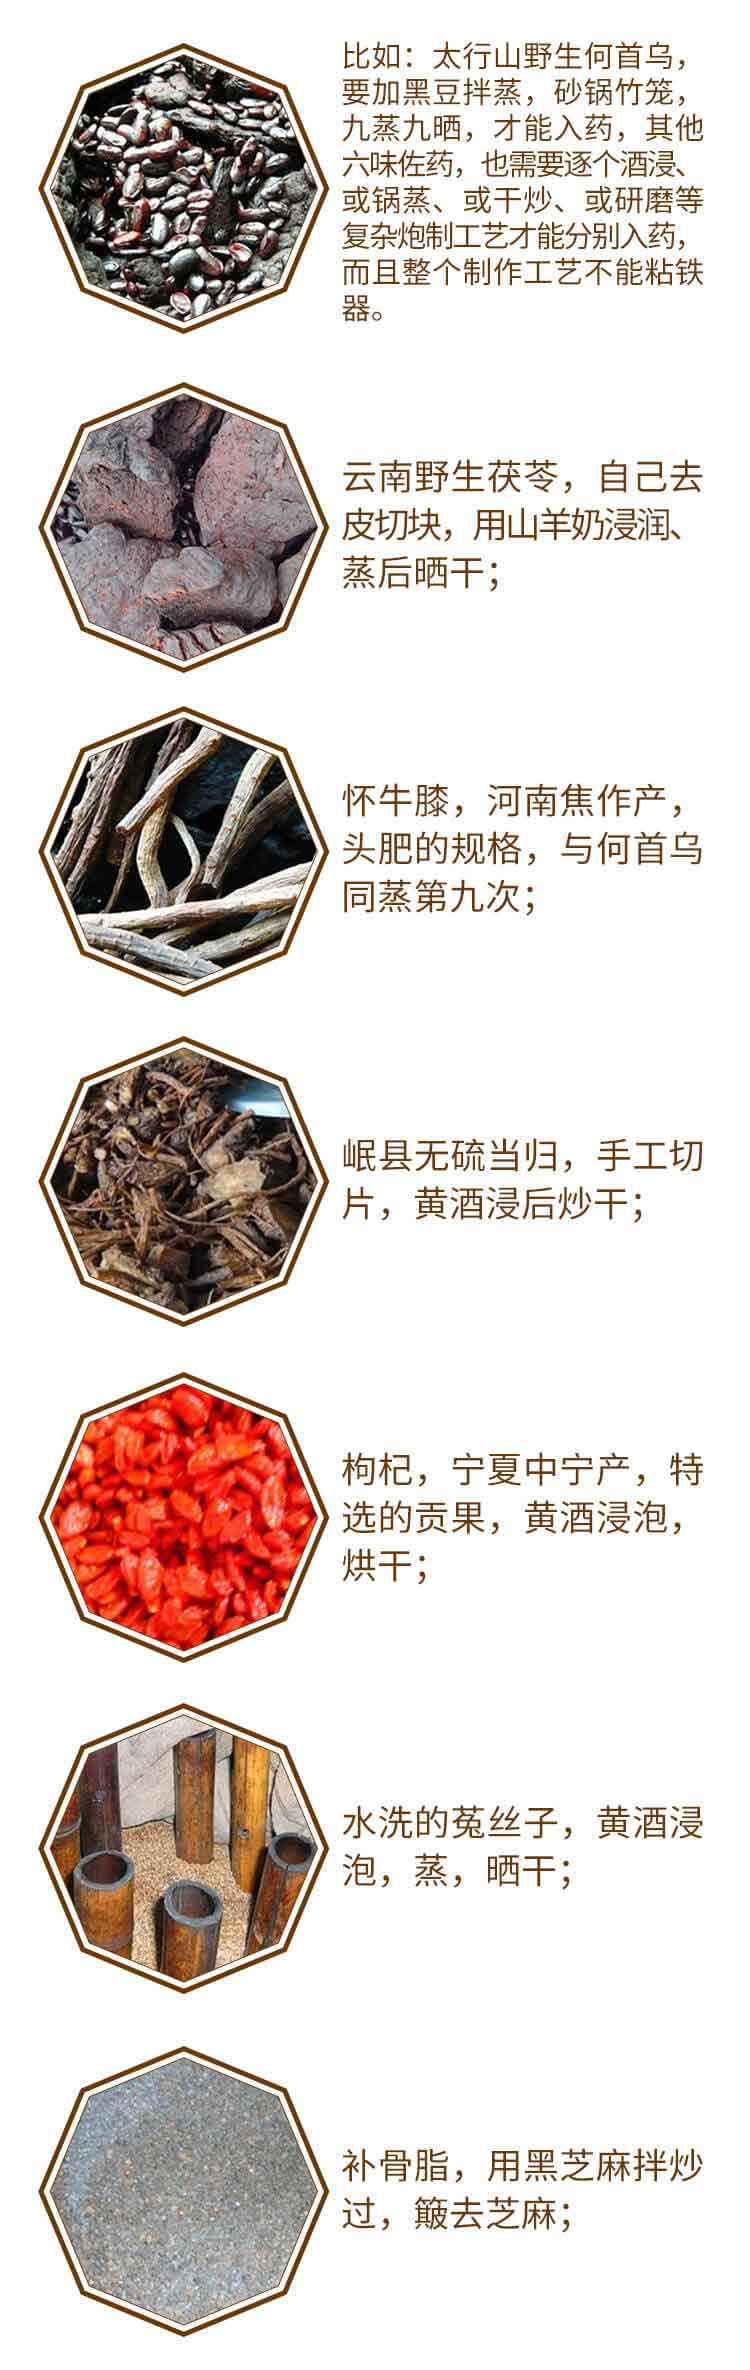 比如：太行山野生何首乌，
要加黑豆拌蒸，砂锅竹笼，
九蒸九晒，才能入药，其他
六味佐药，也需要逐个酒浸、
或锅蒸、或干炒、或研磨等
复杂炮制工艺才能分别入药，
而且整个制作工艺不能粘铁
器。
云南野生茯苓，自己去
皮切块，用山羊奶浸润、
蒸后晒干；
怀牛膝，河南焦作产，
头肥的规格，与何首乌
同蒸第九次；
岷县无硫当归，手工切
片，黄酒浸后炒干；
枸杞，宁夏中宁产，特
选的贡果，黄酒浸泡，
烘干；
水洗的菟丝子，黄酒浸
泡，蒸，晒干；
补骨脂，用黑芝麻拌炒
过，簸去芝麻；